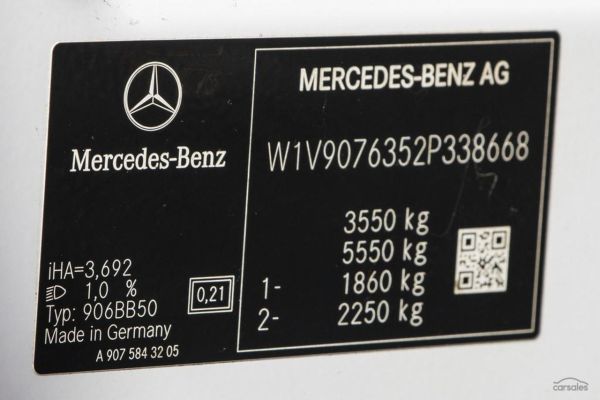 Mercedes-Benz
iHA=3,692
1,0 %
Typ: 906BB50
Made in Germany
A 907 584 32 05
0,21
MERCEDES-BENZ AG
W1V9076352P338668
3550 kg
5550 kg
1- 1860 kg
2- 2250 kg
carsales